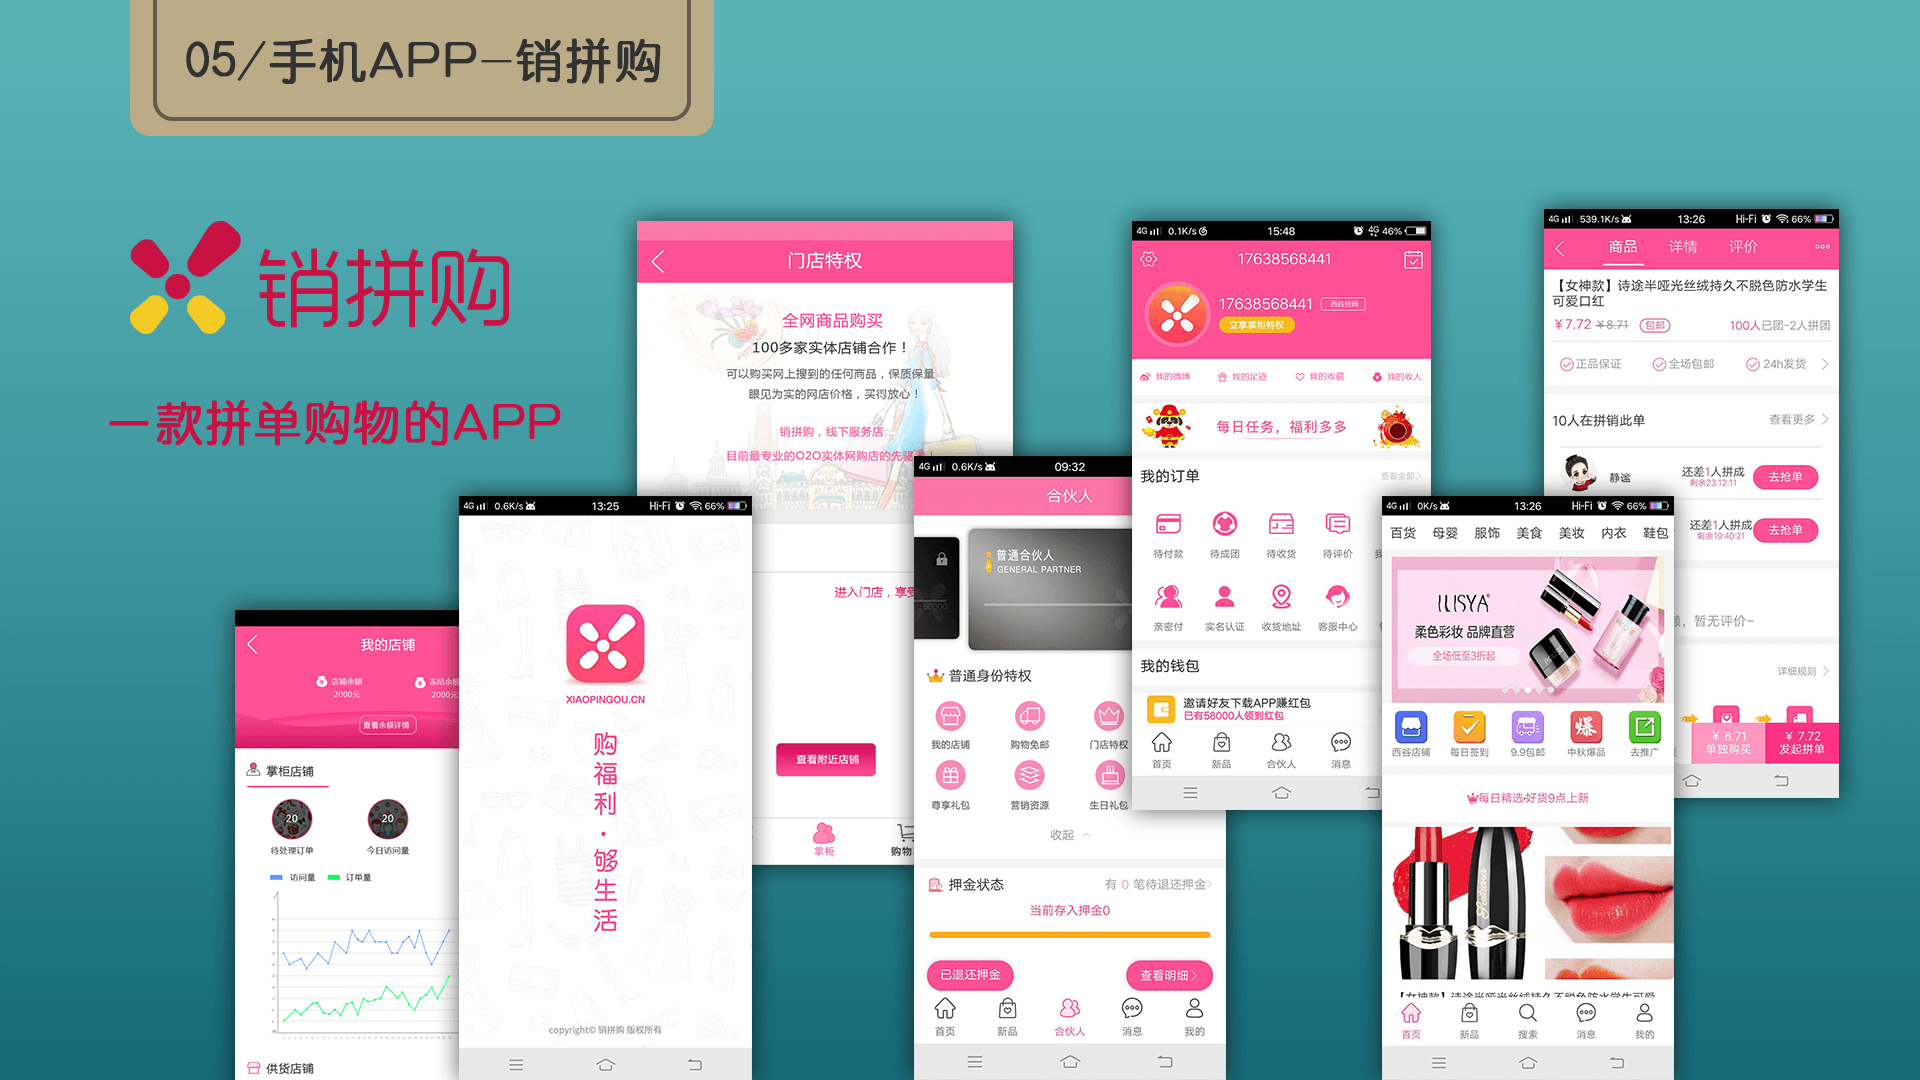 05/手机APP-销拼购
销拼购
一款拼单购物的APP
我的店铺
店铺余额
2000元
冻结余额
2000元
查看余额详情
掌柜店铺
20
待处理订单
20
今日访问量
访问量
订单量
供货店铺
4G 0.6K/s 13:25 Hi-Fi 66%
XIAOPINGOU.CN
购福利·够生活
copyright© 销拼购 版权所有
门店特权
全网商品购买
100多家实体店铺合作！
可以购买网上搜到的任何商品，保质保量
眼见为实的网店价格，买得放心！
销拼购，线下服务店
目前最专业的O2O实体网购店的先驱
进入门店，享受
查看附近店铺
掌柜
购物
4G 0.6K/s 09:32
合伙人
50000
普通合伙人
GENERAL PARTNER
普通身份特权
我的店铺 购物免邮 门店特权
尊享礼包 营销资源 生日礼包
收起
押金状态
有 0 笔待退还押金
当前存入押金0
已退还押金
查看明细
首页 新品 合伙人 消息 我的
4G 0.1K/s 15:48 4G 46%
17638568441
17638568441 西谷技师
立享掌柜特权
我的微博 我的足迹 我的收藏 我的收入
每日任务，福利多多
我的订单
查看全部
待付款 待成团 待收货 待评价
亲密付 实名认证 收货地址 客服中心
我的钱包
邀请好友下载APP赚红包
已有58000人领到红包
首页 新品 合伙人 消息
4G 539.1K/s 13:26 Hi-Fi 66%
商品 详情 评价
【女神款】诗途半哑光丝绒持久不脱色防水学生
可爱口红
¥7.72 ¥8.71 包邮
100人已团-2人拼团
正品保证 全场包邮 24h发货
10人在拼销此单
查看更多
静谧
还差1人拼成
剩余23:12:11
去抢单
还差1人拼成
剩余19:40:21
去抢单
暂无评价~
详细规则
¥ 8.71
单独购买
¥ 7.72
发起拼单
4G 0K/s 13:26 Hi-Fi 66%
百货 母婴 服饰 美食 美妆 内衣 鞋包
ILISYA
柔色彩妆 品牌直营
全场低至3折起
爆
西谷店铺 每日签到 9.9包邮 中秋爆品 去推广
每日精选·好货9点上新
【女神款】诗途半哑光丝绒持久不脱色防水学生可爱
首页 新品 搜索 消息 我的